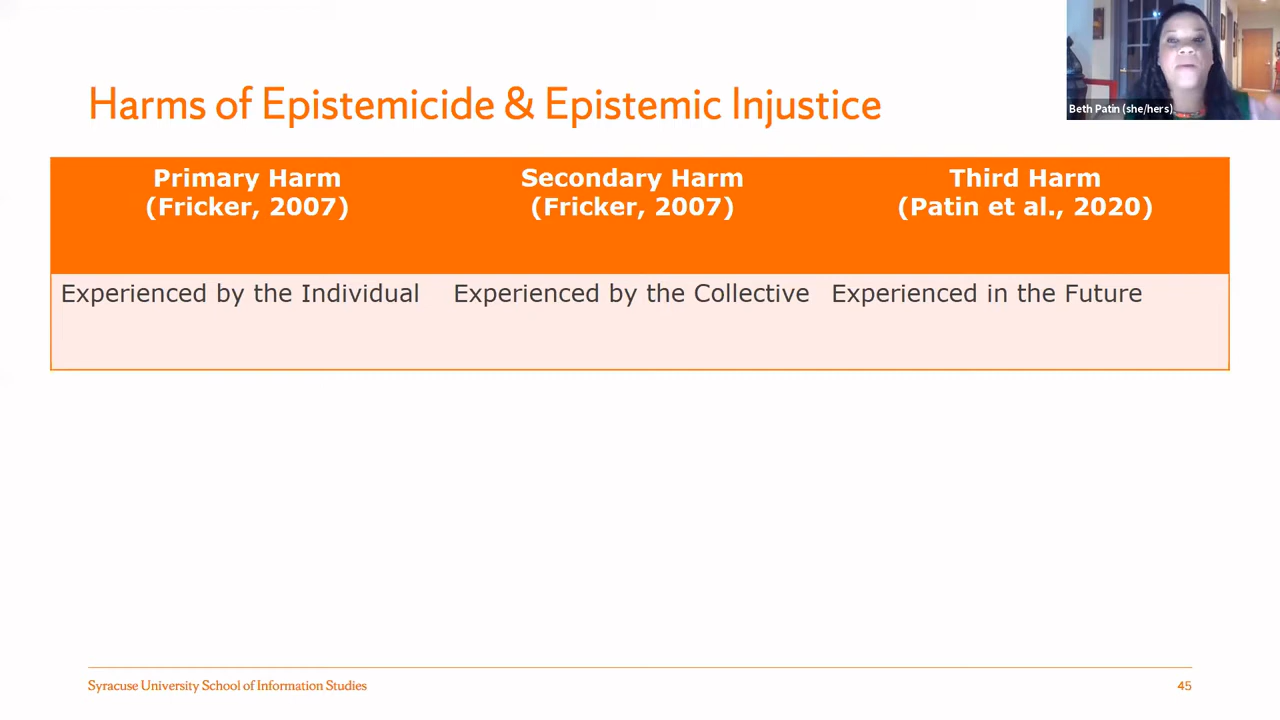 Harms of Epistemicide & Epistemic Injustice
Beth Patin (she/hers)
Primary Harm
(Fricker, 2007)
Secondary Harm
(Fricker, 2007)
Third Harm
(Patin et al., 2020)
Experienced by the Individual
Experienced by the Collective
Experienced in the Future
Syracuse University School of Information Studies
45